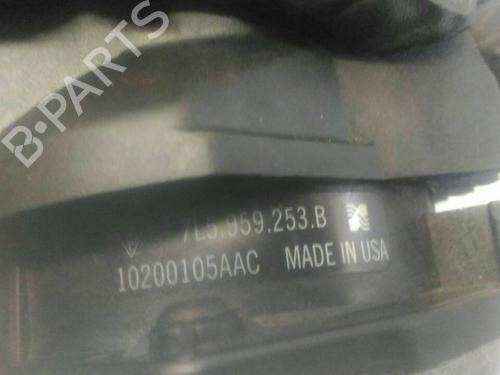 B-PARTS
7L5.959.253.B
10200105AAC MADE IN USA